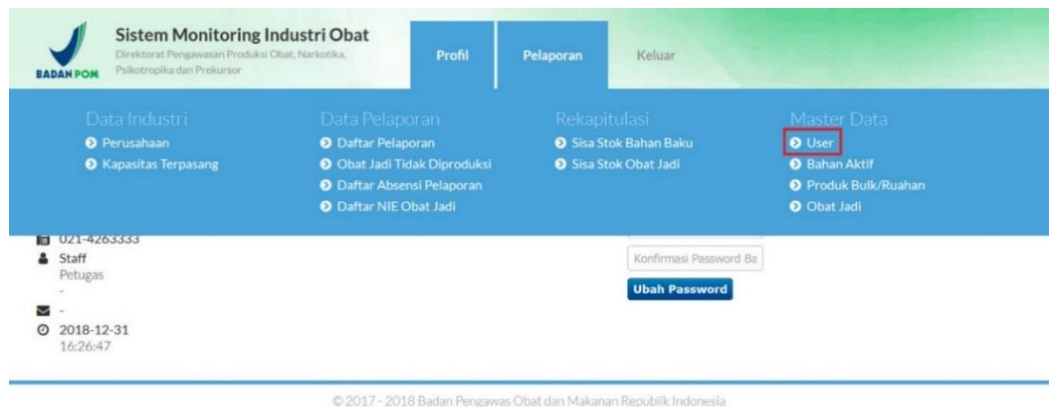 Sistem Monitoring Industri Obat
Direktorat Pengawasan Produksi Obat, Narkotika,
Psikotropika dan Prekursor
BADAN POM
Profil
Pelaporan
Keluar
Data Industri
Perusahaan
Kapasitas Terpasang
Data Pelaporan
Daftar Pelaporan
Obat Jadi Tidak Diproduksi
Daftar Absensi Pelaporan
Daftar NIE Obat Jadi
Rekapitulasi
Sisa Stok Bahan Baku
Sisa Stok Obat Jadi
Master Data
User
Bahan Aktif
Produk Bulk/Ruahan
Obat Jadi
021-4263333
Staff
Petugas
-
-
2018-12-31
16:26:47
Konfirmasi Password Ba
Ubah Password
© 2017 - 2018 Badan Pengawas Obat dan Makanan Republik Indonesia